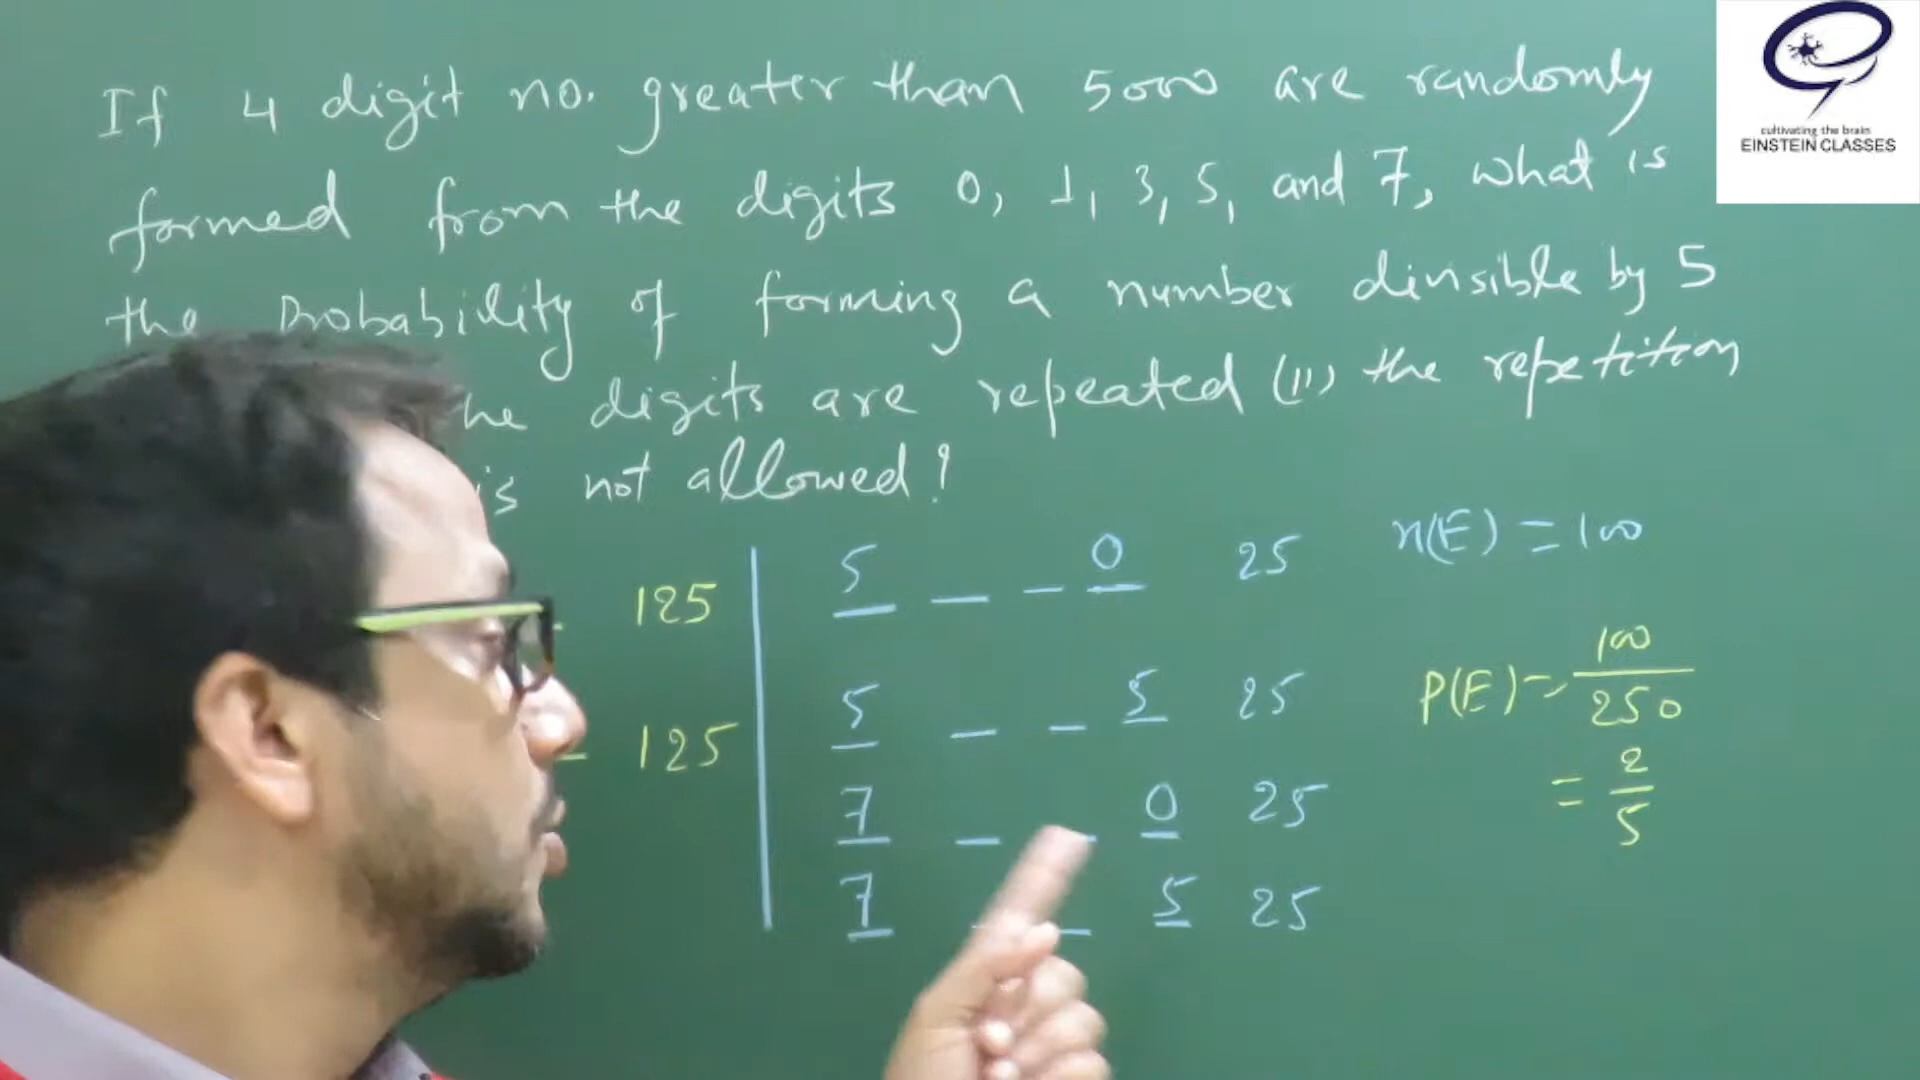 If 4 digit no. greater than 5000 are randomly
formed from the digits 0, 1, 3, 5, and 7, what is
the probability of forming a number divisible by 5
he digits are repeated (ii) the repetition
is not allowed?
cultivating the brain
EINSTEIN CLASSES
125
125
5 _ _ 0 25
5 _ _ 5 25
7 _ _ 0 25
7 _ _ 5 25
n(E) = 100
P(E) = 100/250
= 2/5